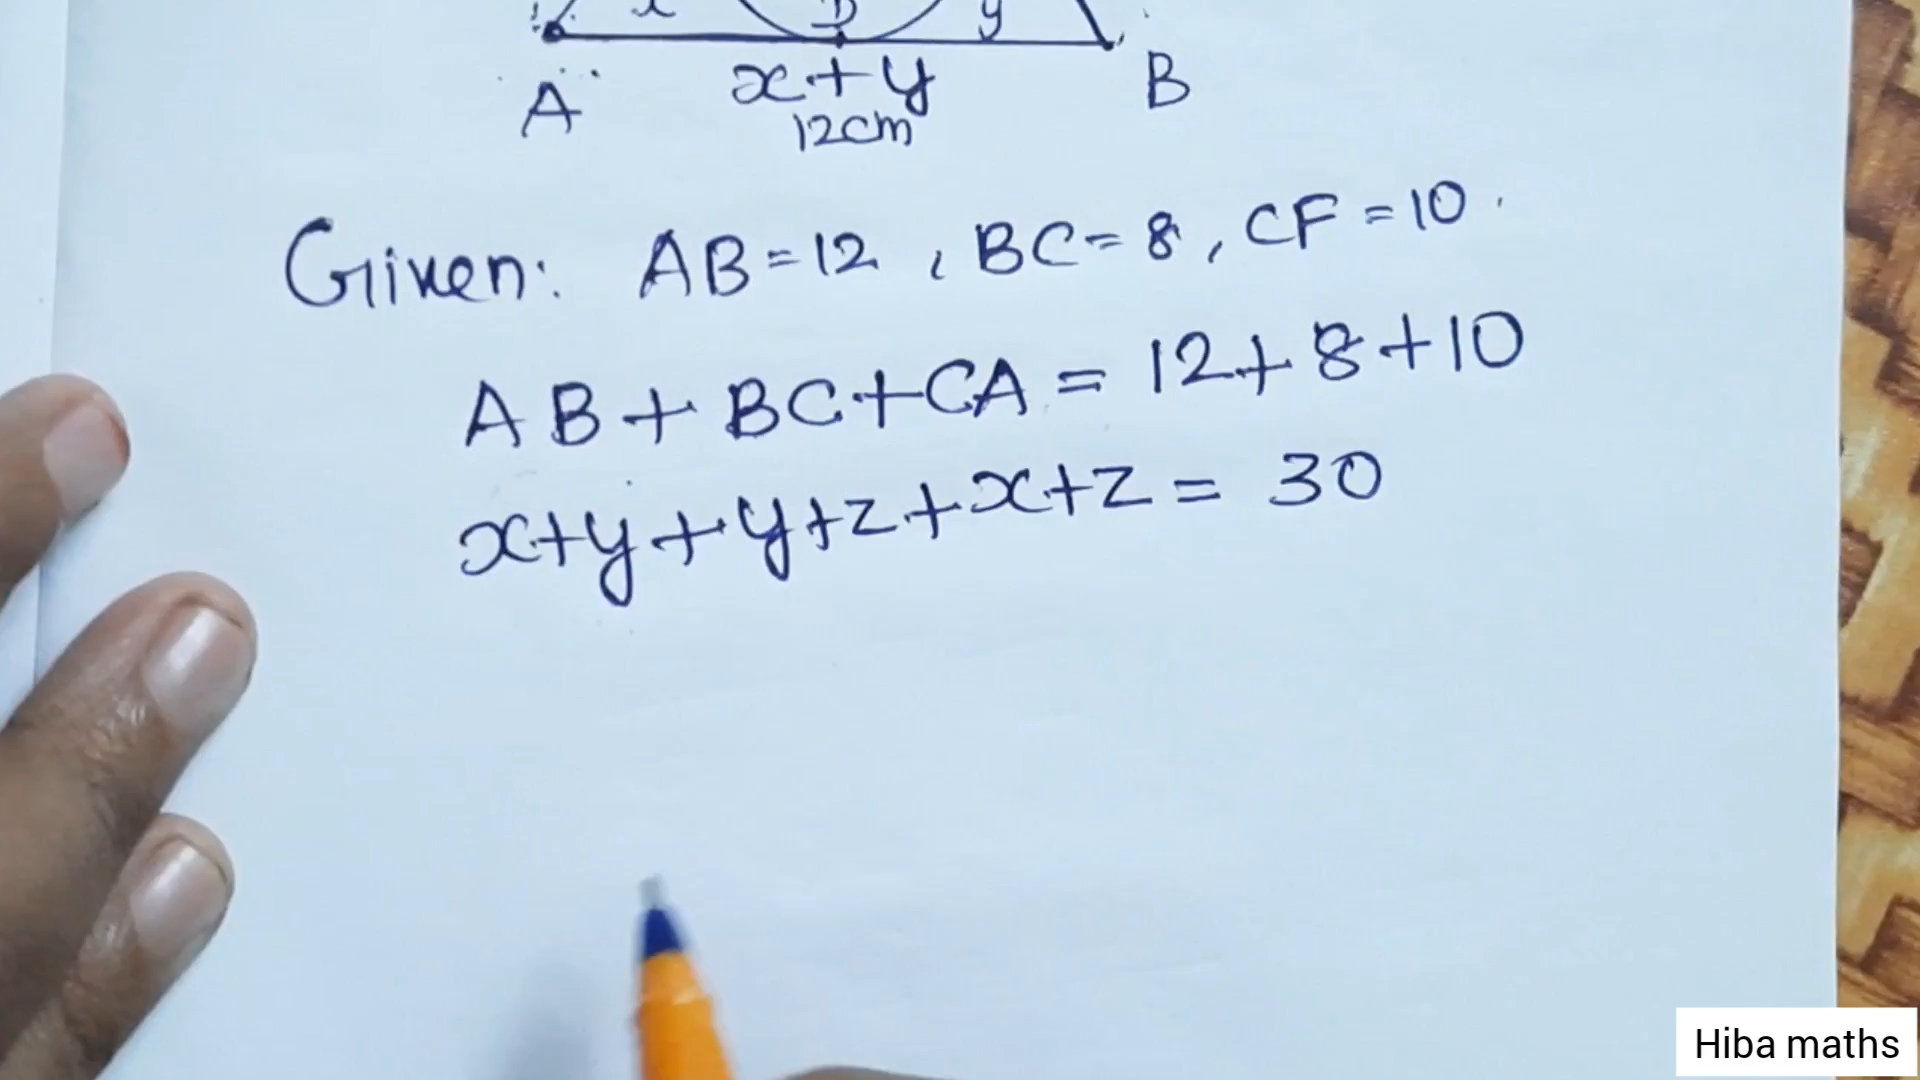 x D y
A x+y B
12cm
Given: AB=12, BC=8, CF=10.
AB+BC+CA=12+8+10
x+y+y+z+x+z=30
Hiba maths